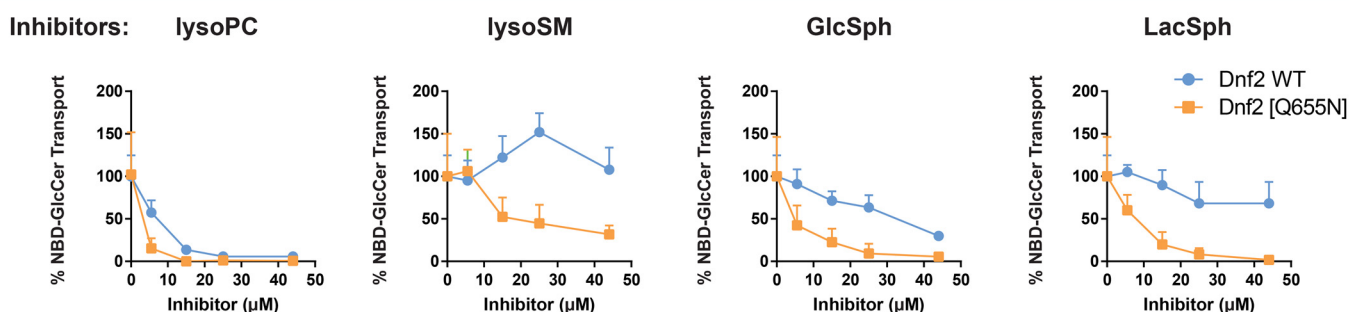 Inhibitors: lysoPC lysoSM GlcSph LacSph
Dnf2 WT
Dnf2 [Q655N]
% NBD-GlcCer Transport
200
150
100
50
0
0 10 20 30 40 50
Inhibitor (µM)
% NBD-GlcCer Transport
200
150
100
50
0
0 10 20 30 40 50
Inhibitor (µM)
% NBD-GlcCer Transport
200
150
100
50
0
0 10 20 30 40 50
Inhibitor (µM)
% NBD-GlcCer Transport
200
150
100
50
0
0 10 20 30 40 50
Inhibitor (µM)